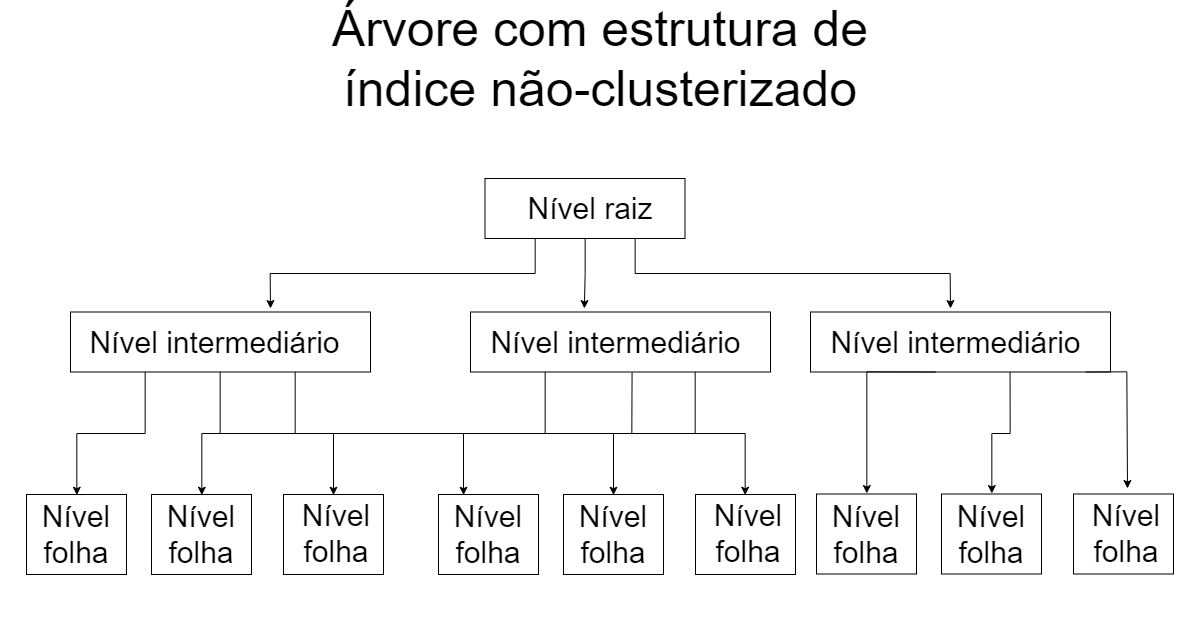 Árvore com estrutura de
índice não-clusterizado
Nível raiz
Nível intermediário
Nível intermediário
Nível intermediário
Nível
folha
Nível
folha
Nível
folha
Nível
folha
Nível
folha
Nível
folha
Nível
folha
Nível
folha
Nível
folha